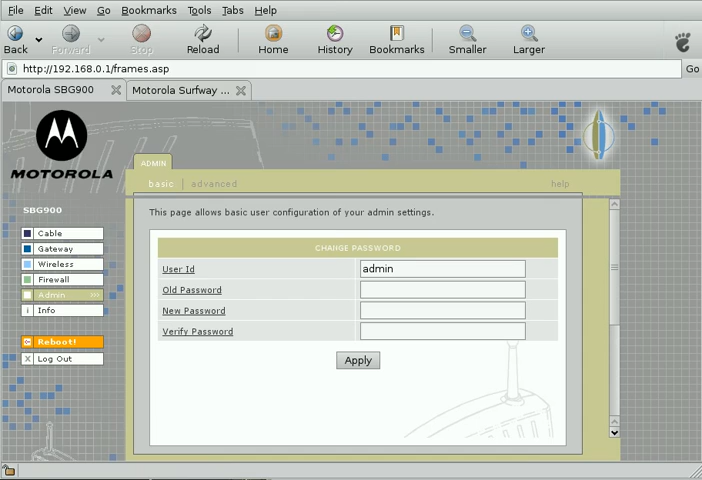 File Edit View Go Bookmarks Tools Tabs Help
Back Forward Stop Reload Home History Bookmarks Smaller Larger
http://192.168.0.1/frames.asp Go
Motorola SBG900 Motorola Surfway ...
MOTOROLA
ADMIN
basic advanced help
SBG900
This page allows basic user configuration of your admin settings.
Cable
Gateway
Wireless
Firewall
Admin >>>
i Info
Reboot!
X Log Out
CHANGE PASSWORD
User Id admin
Old Password
New Password
Verify Password
Apply